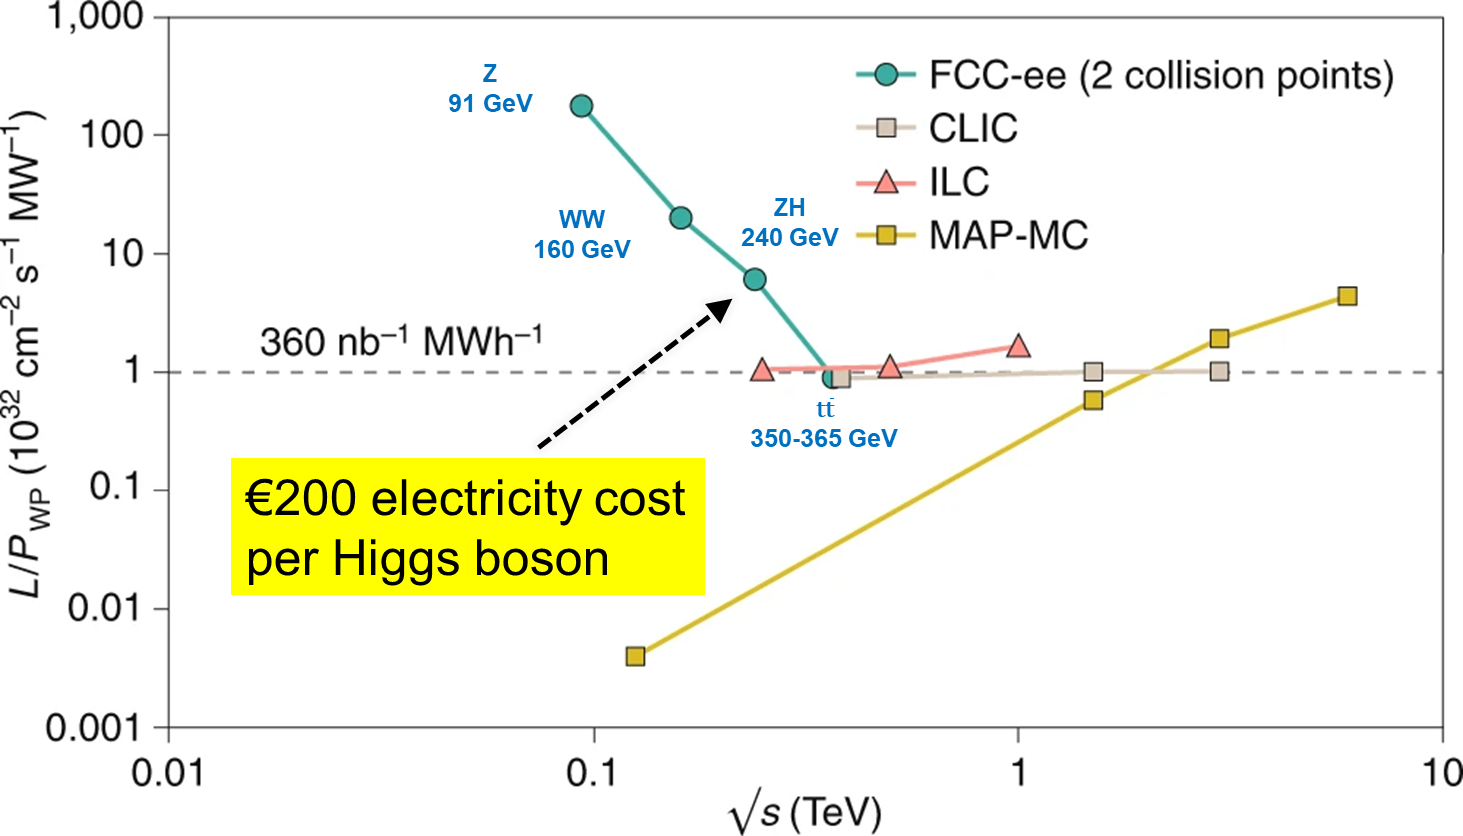 1,000
100
10
1
0.1
0.01
0.001
L/P_WP (10³² cm⁻² s⁻¹ MW⁻¹)
Z
91 GeV
WW
160 GeV
ZH
240 GeV
FCC-ee (2 collision points)
CLIC
ILC
MAP-MC
360 nb⁻¹ MWh⁻¹
tt̄
350-365 GeV
€200 electricity cost
per Higgs boson
0.01
0.1
1
10
√s (TeV)